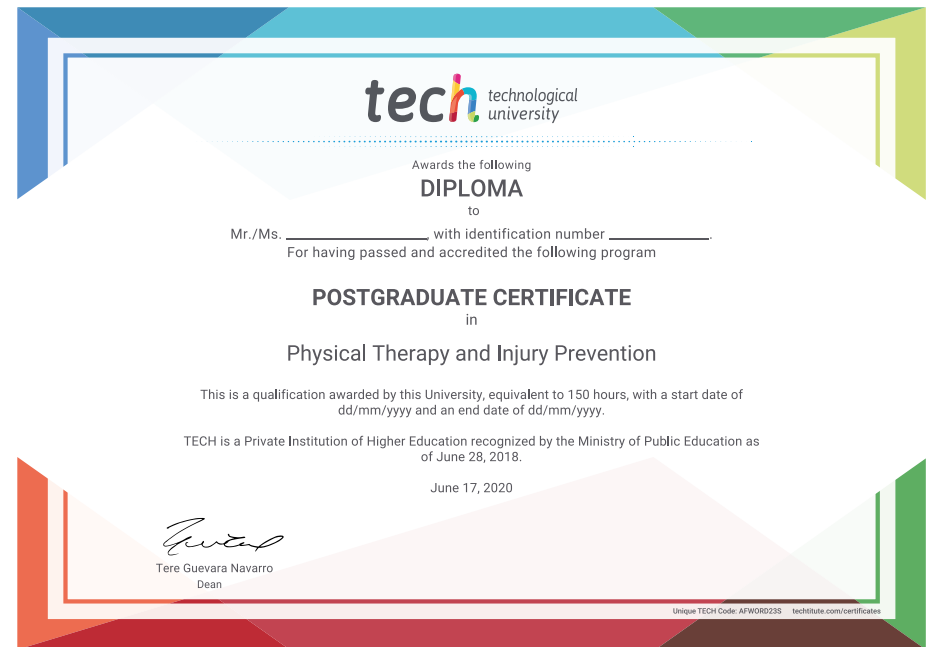 tech technological
university
Awards the following
DIPLOMA
to
Mr./Ms. ____________________, with identification number ______________.
For having passed and accredited the following program
POSTGRADUATE CERTIFICATE
in
Physical Therapy and Injury Prevention
This is a qualification awarded by this University, equivalent to 150 hours, with a start date of
dd/mm/yyyy and an end date of dd/mm/yyyy.
TECH is a Private Institution of Higher Education recognized by the Ministry of Public Education as
of June 28, 2018.
June 17, 2020
Tere Guevara Navarro
Dean
Unique TECH Code: AFWORD23S techtitute.com/certificates